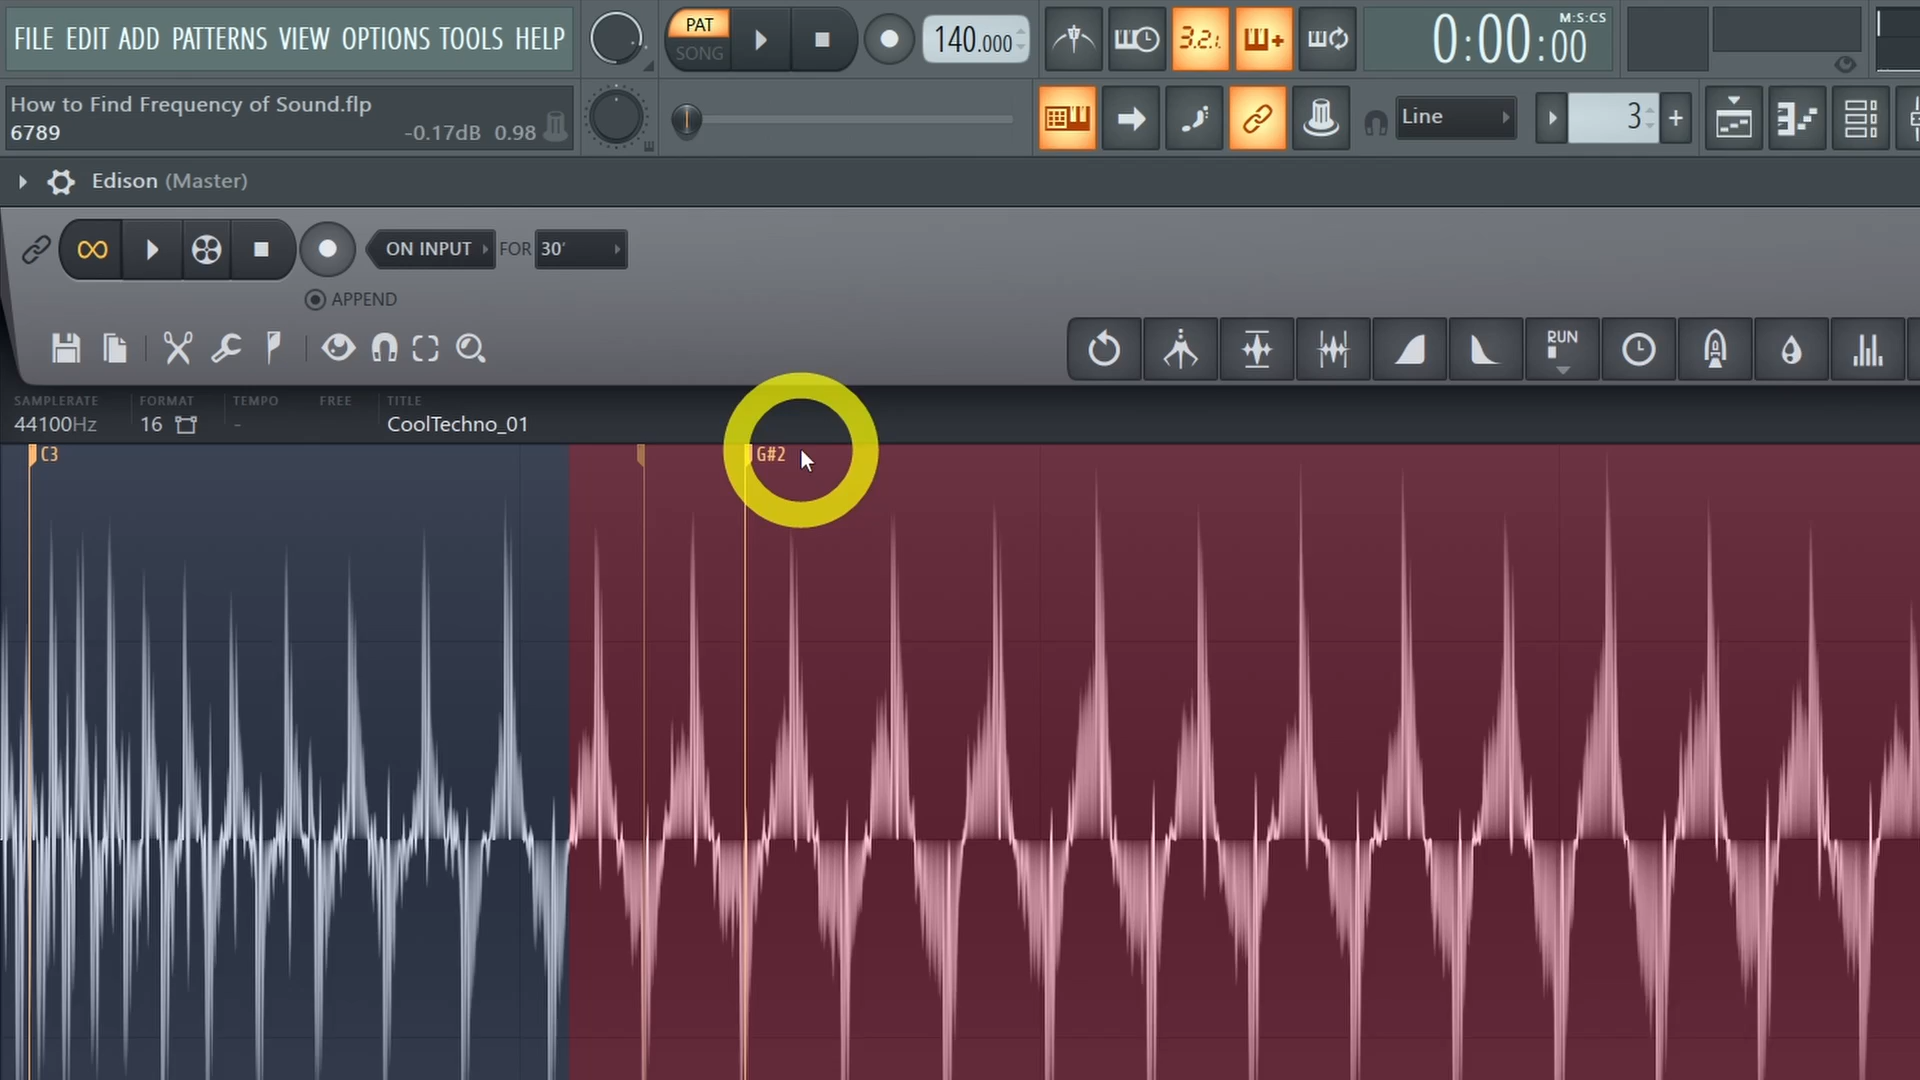 FILE EDIT ADD PATTERNS VIEW OPTIONS TOOLS HELP
PAT
SONG
140.000
3.2.1
M:S:CS
0:00:00
How to Find Frequency of Sound.flp
6789 -0.17dB 0.98
Line
3
Edison (Master)
ON INPUT FOR 30'
APPEND
RUN
SAMPLERATE FORMAT TEMPO FREE TITLE
44100Hz 16 - CoolTechno_01
C3 G#2